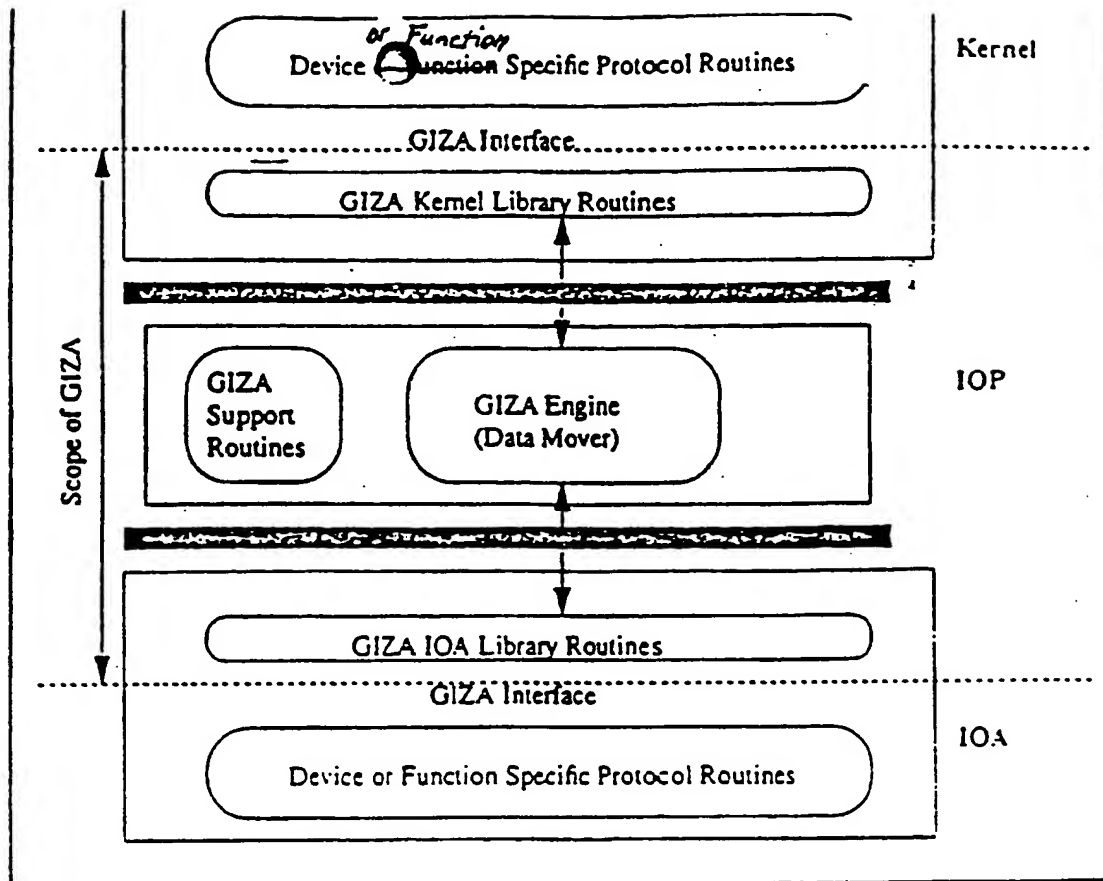 or Function
Device Function Specific Protocol Routines
Kernel
GIZA Interface
GIZA Kernel Library Routines
Scope of GIZA
GIZA
Support
Routines
GIZA Engine
(Data Mover)
IOP
GIZA IOA Library Routines
GIZA Interface
IOA
Device or Function Specific Protocol Routines